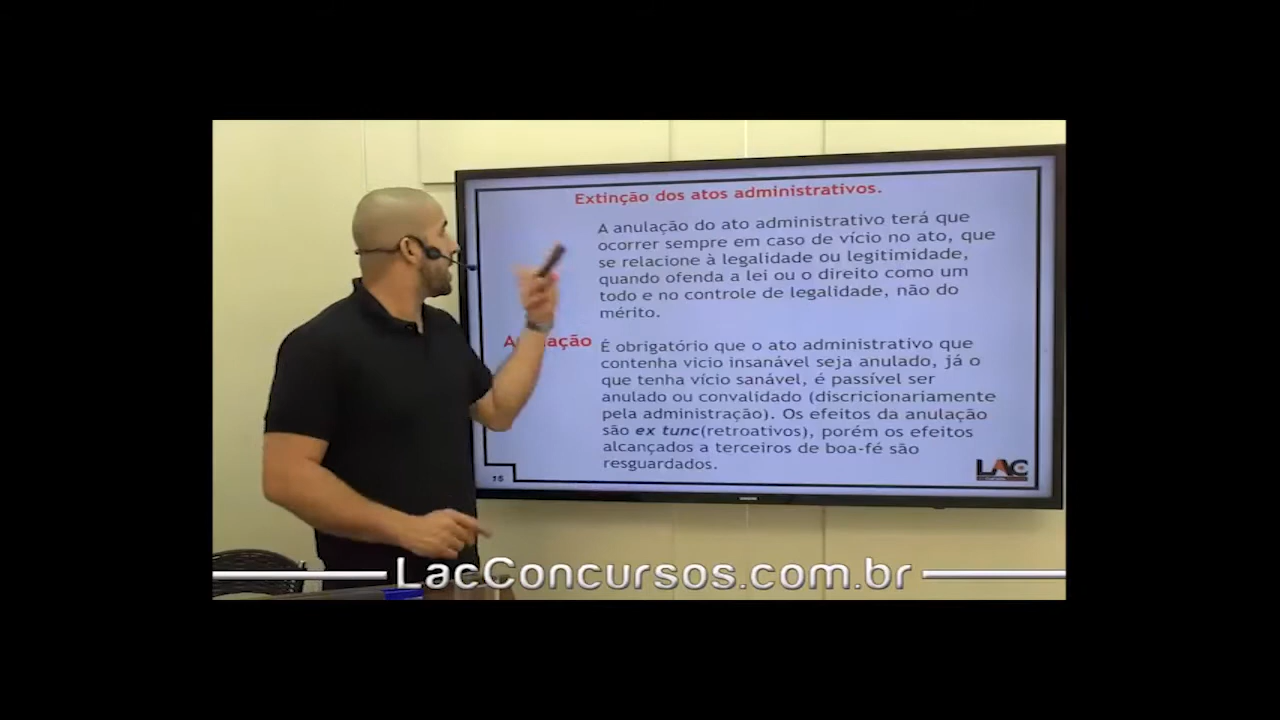 Extinção dos atos administrativos.
A anulação do ato administrativo terá que
ocorrer sempre em caso de vício no ato, que
se relacione à legalidade ou legitimidade,
quando ofenda a lei ou o direito como um
todo e no controle de legalidade, não do
mérito.
É obrigatório que o ato administrativo que
contenha vicio insanável seja anulado, já o
que tenha vício sanável, é passível ser
anulado ou convalidado (discricionariamente
pela administração). Os efeitos da anulação
são ex tunc(retroativos), porém os efeitos
alcançados a terceiros de boa-fé são
resguardados.
15
LAC
LacConcursos.com.br